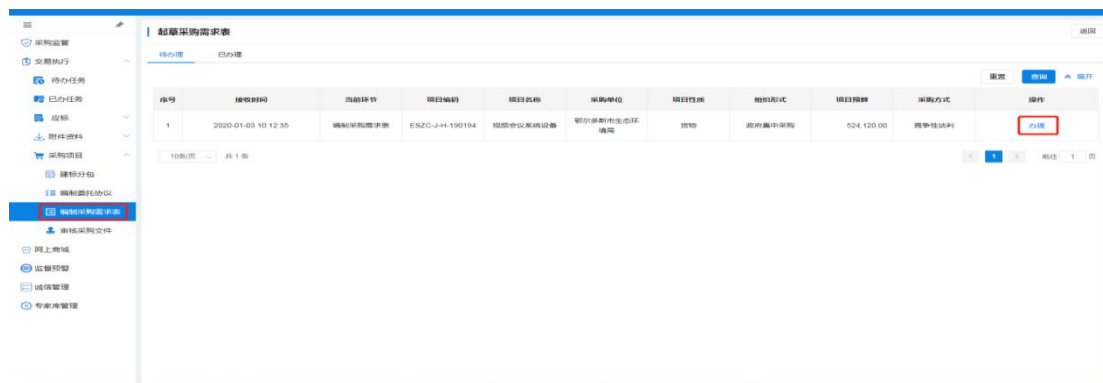 起草采购需求表
返回
采购监管
交易执行
待办任务
已办任务
应标
附件资料
采购项目
建标分包
编制委托协议
编制采购需求表
审核采购文件
网上商城
监督预警
诚信管理
专家库管理
待办理 已办理
重置 查询 展开
序号 接收时间 当前环节 项目编码 项目名称 采购单位 项目性质 组织形式 项目预算 采购方式 操作
1 2020-01-03 10:12:35 编制采购需求表 ESZC-J-H-190194 视频会议系统设备 鄂尔多斯市生态环 货物 政府集中采购 524,120.00 竞争性谈判 办理
境局
10条/页 共 1 条 1 前往 1 页